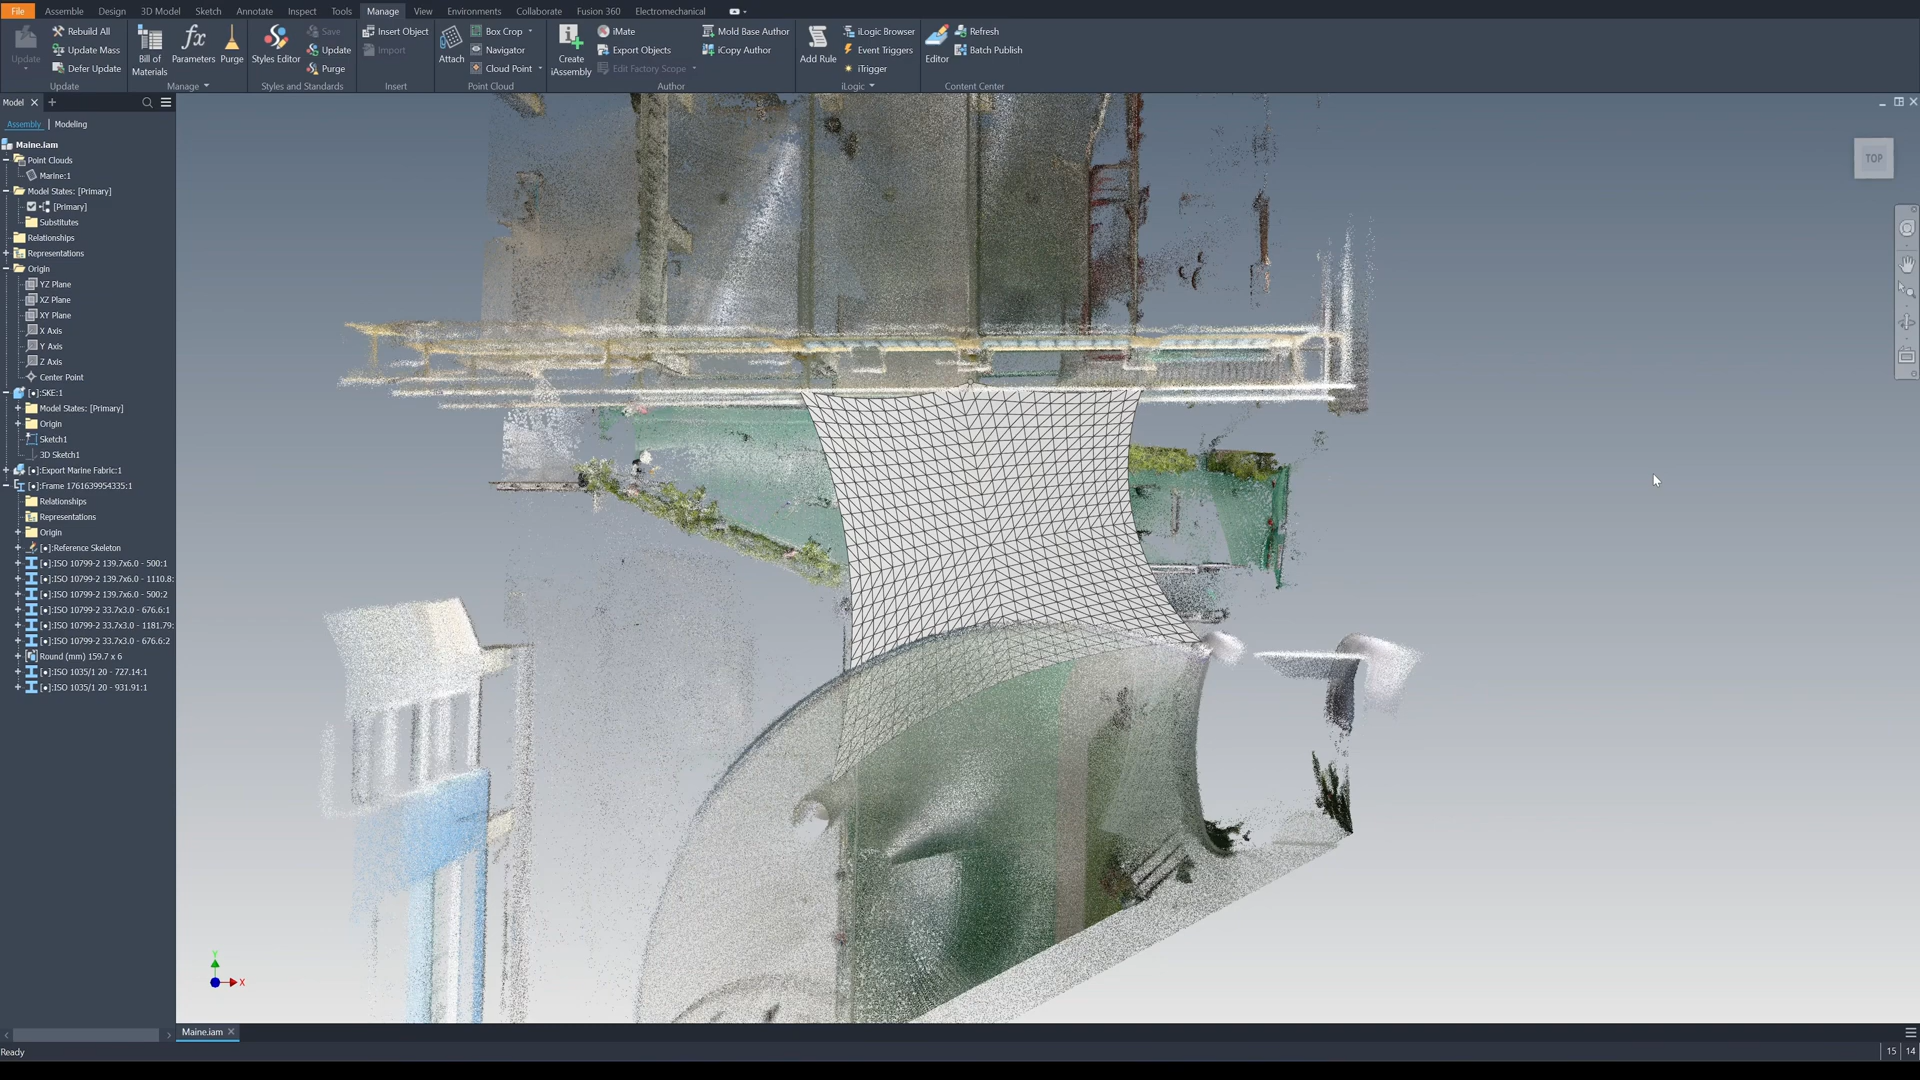 File Assembly Design 3D Model Sketch Annotate Inspect Tools Manage View Environments Collaborate Fusion 360 Electromechanical
Update
Rebuild All
Update Mass
Defer Update
Update
Bill of Materials
Parameters
Purge
Manage
Styles Editor
Save
Update
Purge
Styles and Standards
Insert Object
Import
Insert
Attach
Box Crop
Navigator
Cloud Point
Point Cloud
Create iAssembly
iMate
Export Objects
Edit Factory Scope
Mold Base Author
iCopy Author
Author
Add Rule
iLogic Browser
Event Triggers
iTrigger
iLogic
Editor
Refresh
Batch Publish
Content Center
Model
Assembly | Modeling
Maine.iam
Point Clouds
Marine:1
Model States: [Primary]
[Primary]
Substitutes
Relationships
Representations
Origin
YZ Plane
XZ Plane
XY Plane
X Axis
Y Axis
Z Axis
Center Point
[•]:SKE:1
Model States: [Primary]
Origin
Sketch1
3D Sketch1
[•]:Export Marine Fabric:1
[•]:Frame 1761639954335:1
Relationships
Representations
Origin
[•]:Reference Skeleton
[•]:ISO 10799-2 139.7x6.0 - 500:1
[•]:ISO 10799-2 139.7x6.0 - 1110.8:
[•]:ISO 10799-2 139.7x6.0 - 500:2
[•]:ISO 10799-2 33.7x3.0 - 676.6:1
[•]:ISO 10799-2 33.7x3.0 - 1181.79:
[•]:ISO 10799-2 33.7x3.0 - 676.6:2
Round (mm) 159.7 x 6
[•]:ISO 1035/1 20 - 727.14:1
[•]:ISO 1035/1 20 - 931.91:1
TOP
Y
X
Maine.iam
Ready
15 14